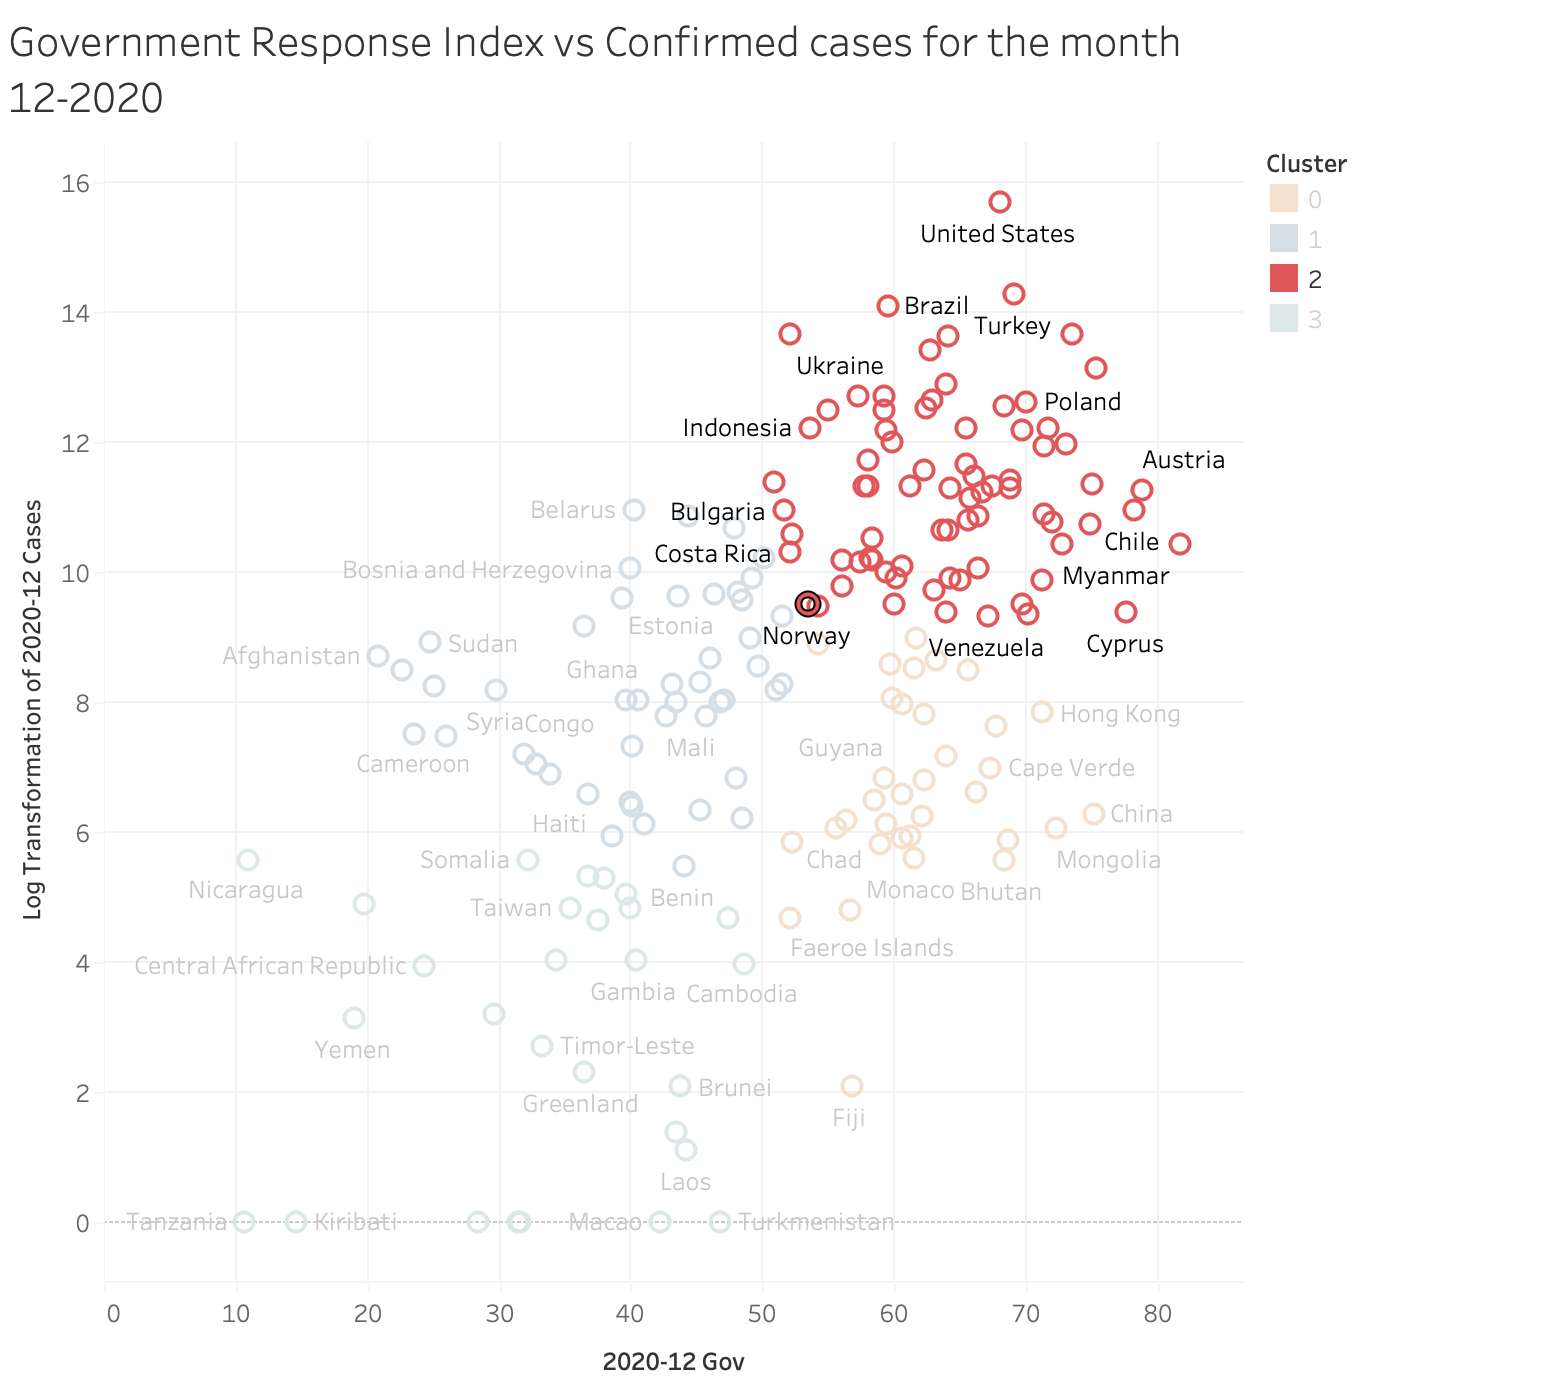 Government Response Index vs Confirmed cases for the month
12-2020
Cluster
0
1
2
3
Log Transformation of 2020-12 Cases
16
14
12
10
8
6
4
2
0
United States
Brazil
Turkey
Ukraine
Poland
Indonesia
Austria
Belarus
Bulgaria
Chile
Costa Rica
Bosnia and Herzegovina
Myanmar
Estonia
Norway
Sudan
Venezuela
Cyprus
Afghanistan
Ghana
Hong Kong
Syria
Congo
Mali
Guyana
Cameroon
Cape Verde
China
Haiti
Somalia
Chad
Mongolia
Nicaragua
Benin
Monaco
Bhutan
Taiwan
Faeroe Islands
Central African Republic
Gambia
Cambodia
Yemen
Timor-Leste
Brunei
Greenland
Fiji
Laos
Tanzania
Kiribati
Macao
Turkmenistan
0
10
20
30
40
50
60
70
80
2020-12 Gov